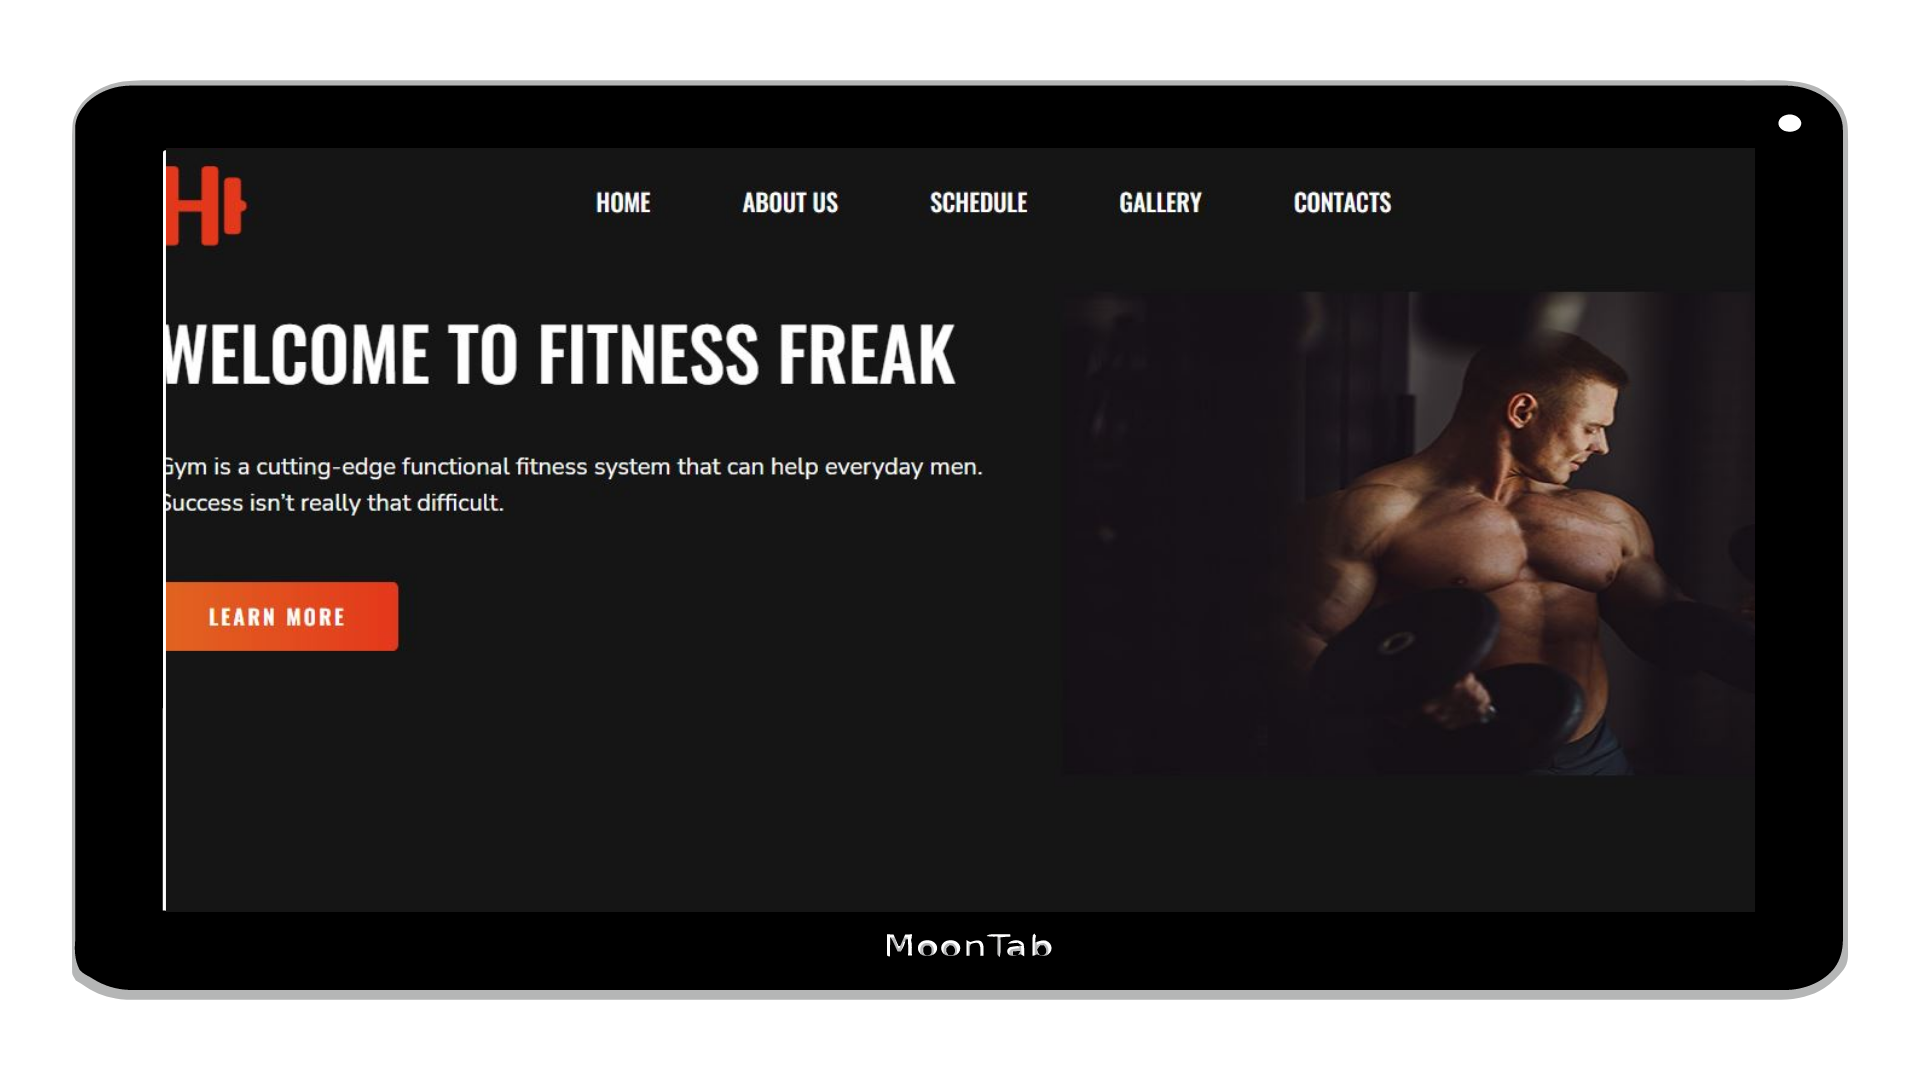 H
HOME ABOUT US SCHEDULE GALLERY CONTACTS
WELCOME TO FITNESS FREAK
Gym is a cutting-edge functional fitness system that can help everyday men.
Success isn’t really that difficult.
LEARN MORE
MoonTab